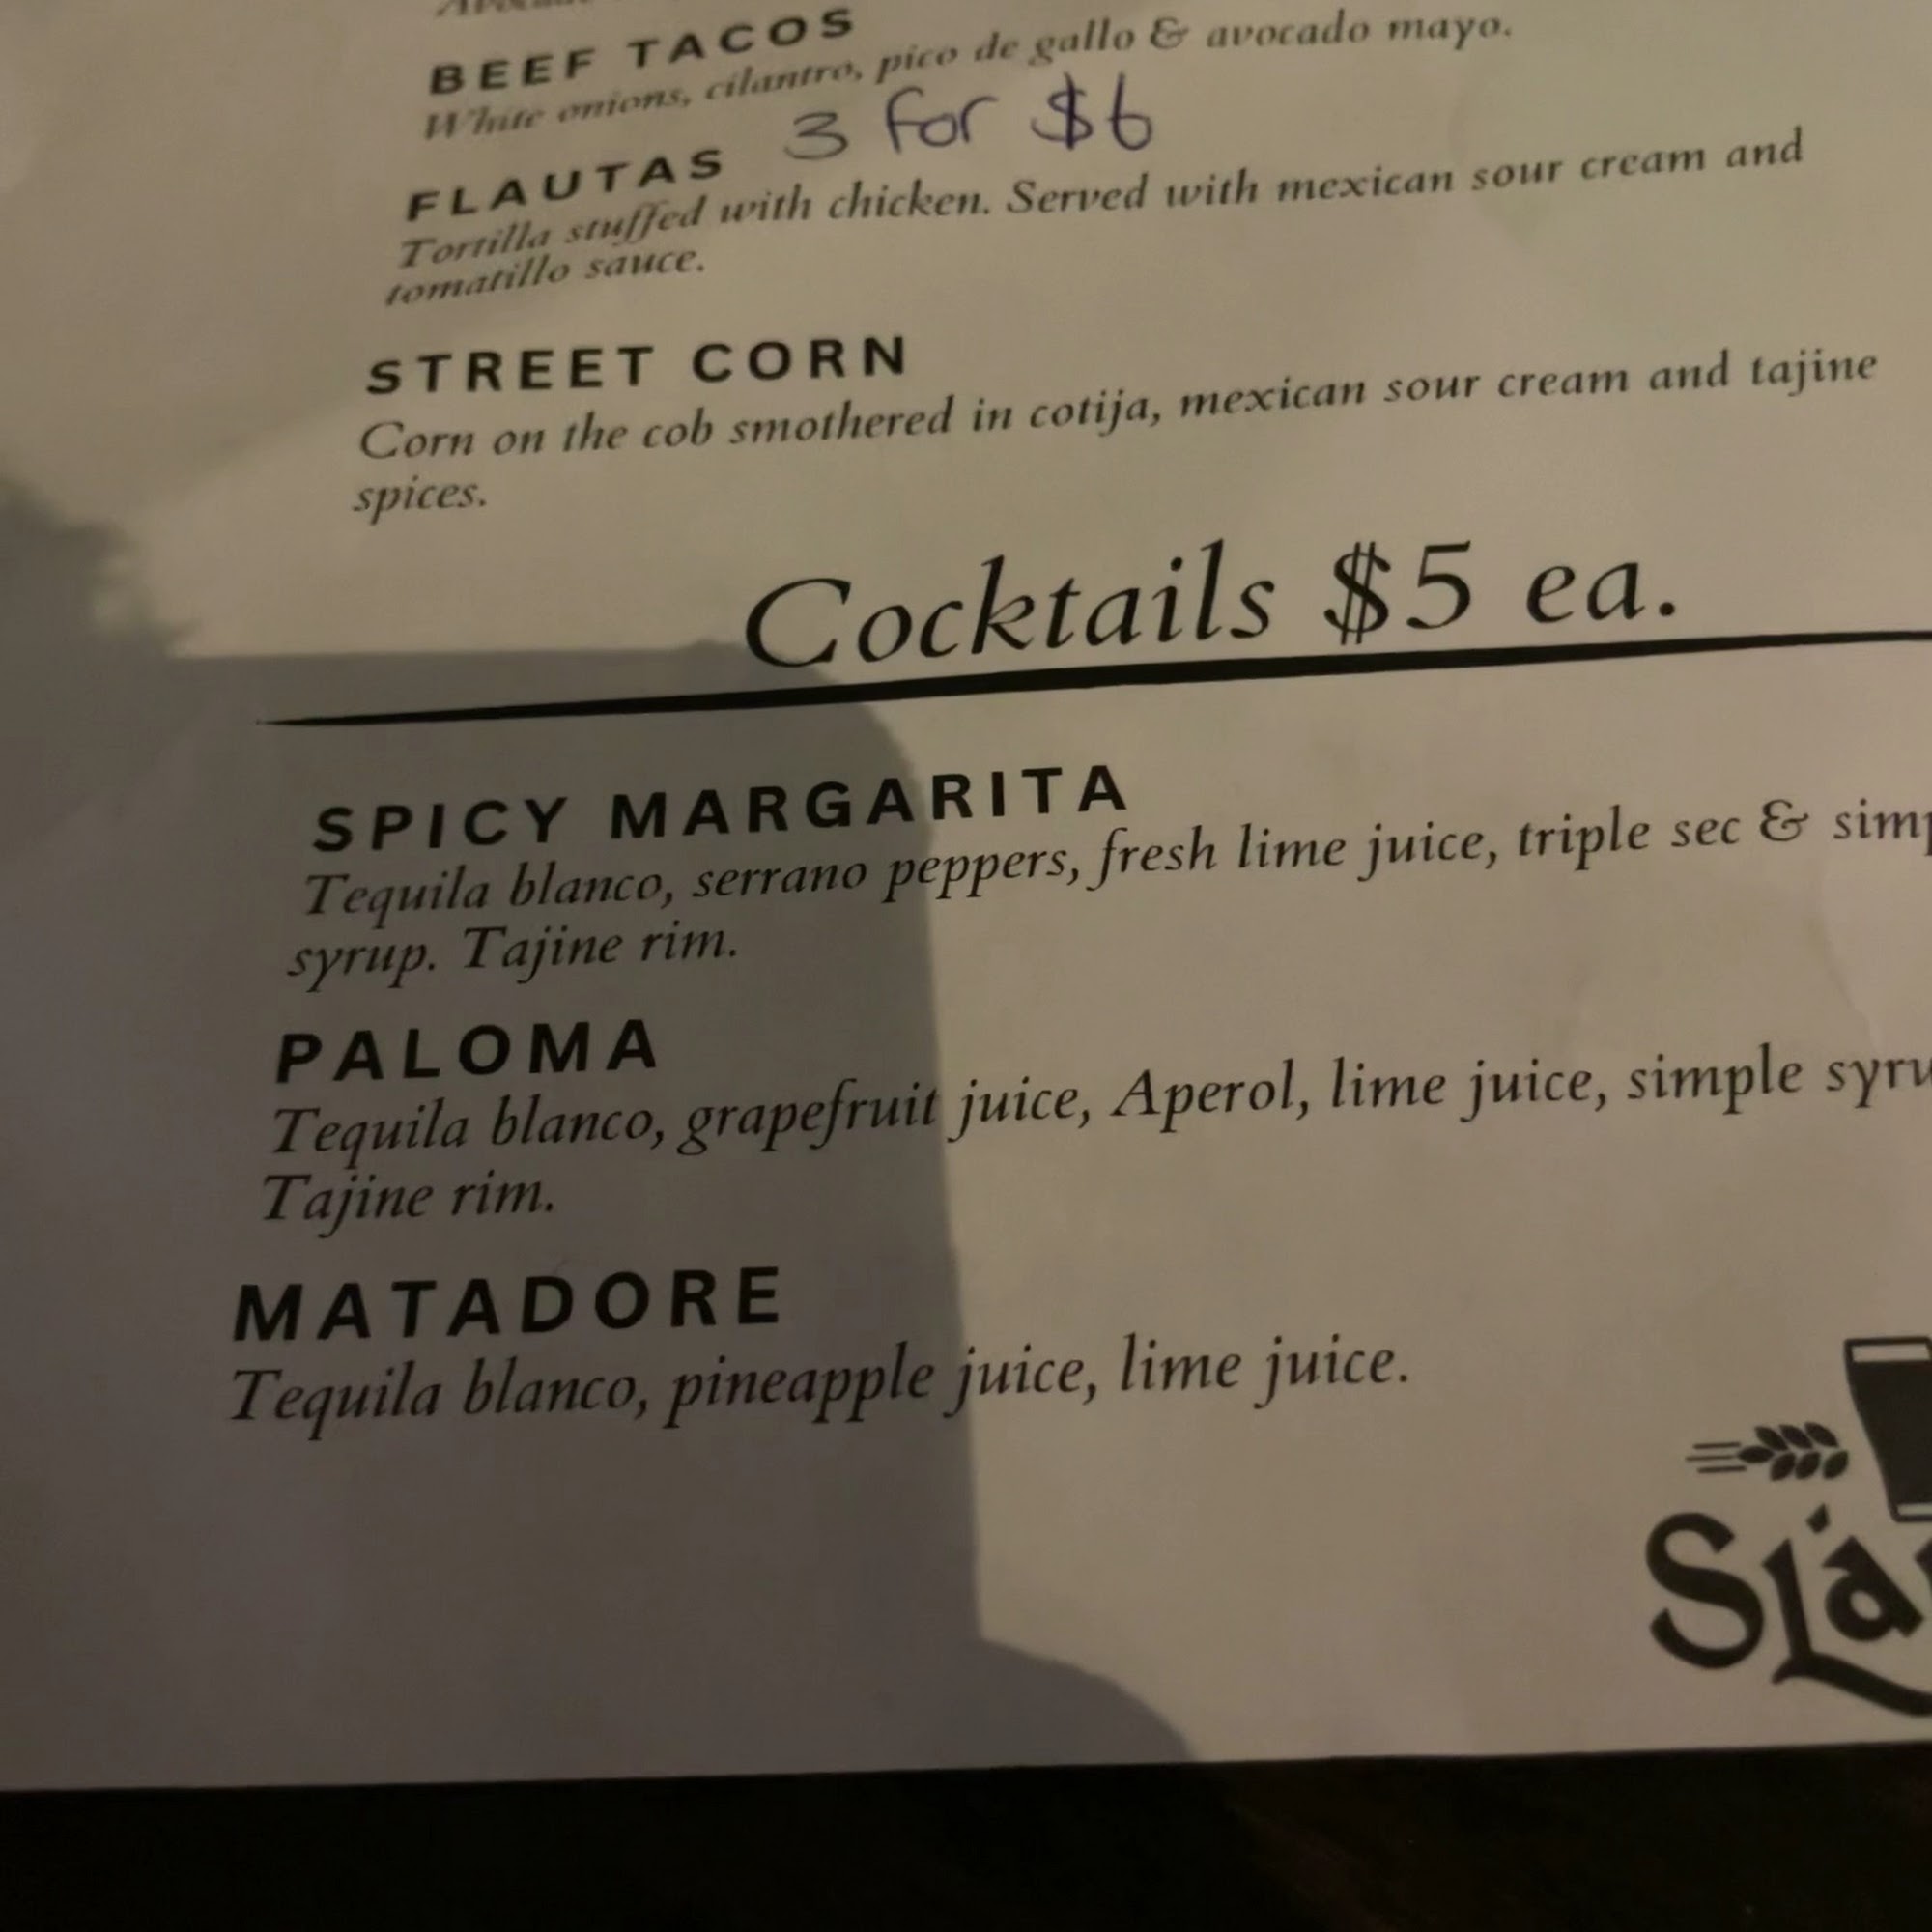 BEEF TACOS
White onions, cilantro, pico de gallo & avocado mayo.
FLAUTAS 3 for $6
Tortilla stuffed with chicken. Served with mexican sour cream and
tomatillo sauce.
STREET CORN
Corn on the cob smothered in cotija, mexican sour cream and tajine
spices.
Cocktails $5 ea.
SPICY MARGARITA
Tequila blanco, serrano peppers, fresh lime juice, triple sec & simp
syrup. Tajine rim.
PALOMA
Tequila blanco, grapefruit juice, Aperol, lime juice, simple syru
Tajine rim.
MATADORE
Tequila blanco, pineapple juice, lime juice.
Slá